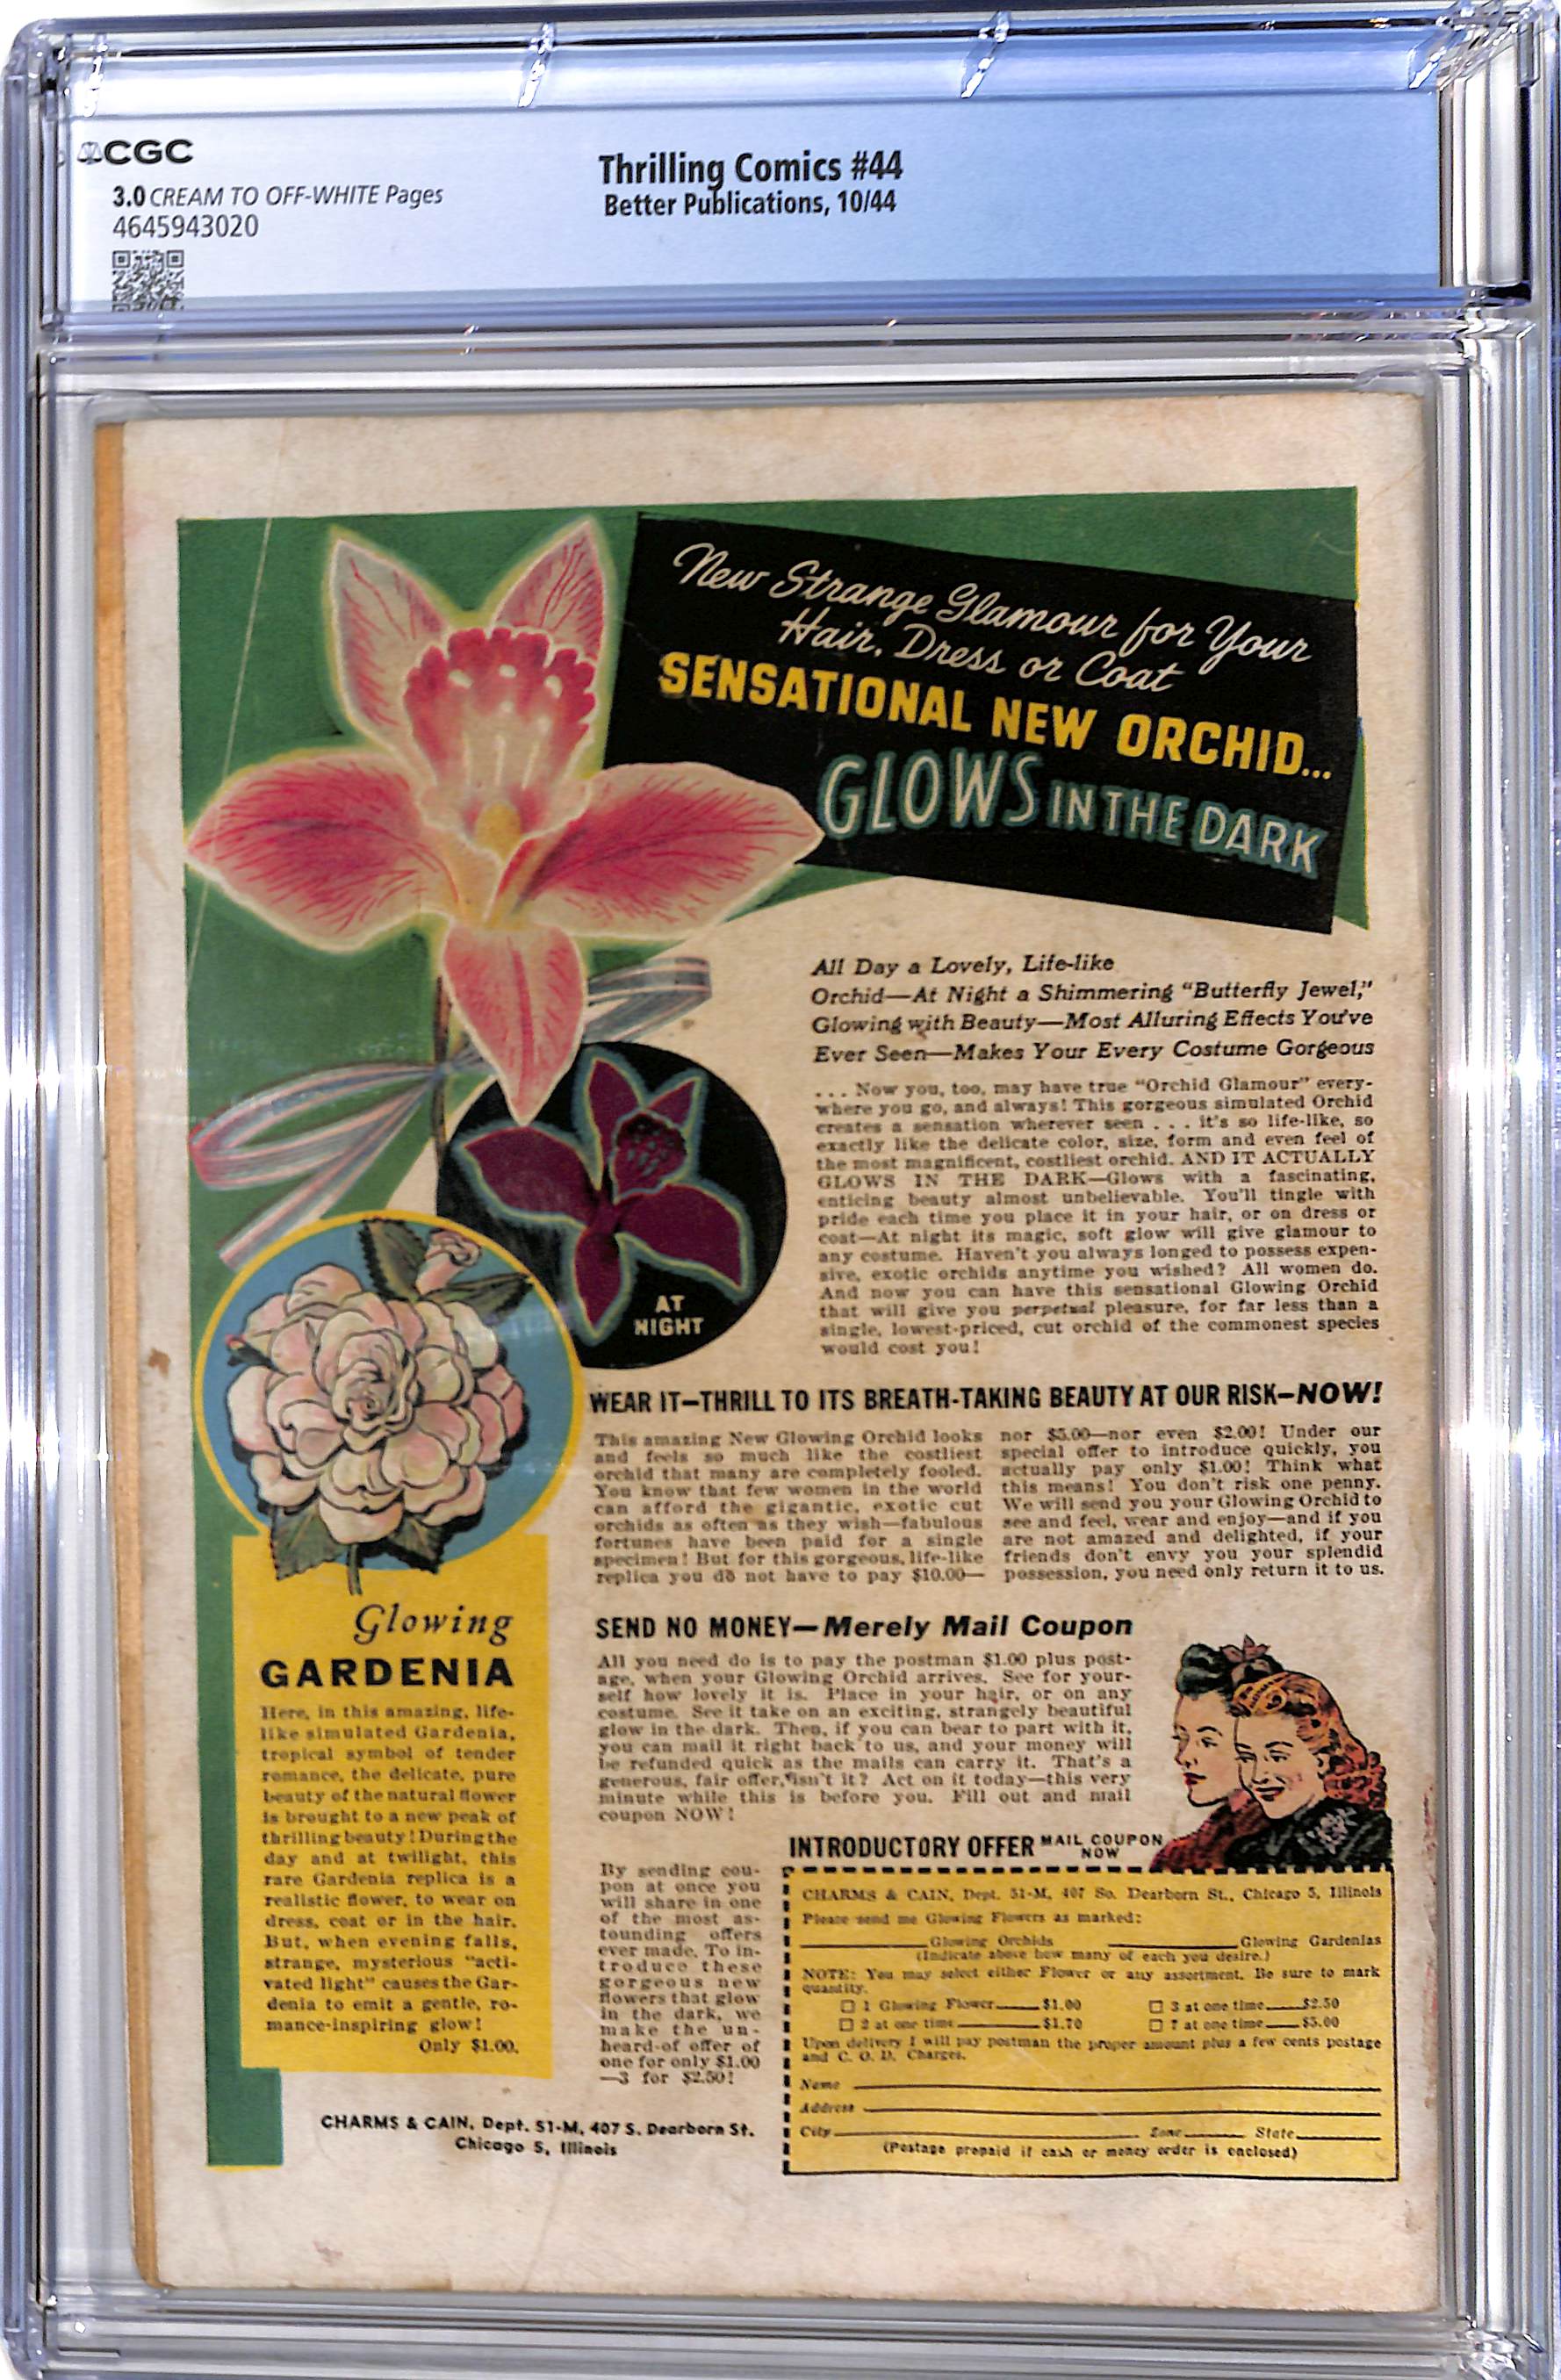 CGC
3.0 CREAM TO OFF-WHITE Pages
4645943020
Thrilling Comics #44
Better Publications, 10/44
New Strange Glamour for Your
Hair, Dress or Coat
SENSATIONAL NEW ORCHID...
GLOWS IN THE DARK
All Day a Lovely, Life-like
Orchid—At Night a Shimmering "Butterfly Jewel,"
Glowing with Beauty—Most Alluring Effects You've
Ever Seen—Makes Your Every Costume Gorgeous
. . . Now you, too, may have true "Orchid Glamour" every-
where you go, and always! This gorgeous simulated Orchid
creates a sensation wherever seen . . . it's so life-like, so
exactly like the delicate color, size, form and even feel of
the most magnificent, costliest orchid. AND IT ACTUALLY
GLOWS IN THE DARK—Glows with a fascinating,
enticing beauty almost unbelievable. You'll tingle with
pride each time you place it in your hair, or on dress or
coat—At night its magic, soft glow will give glamour to
any costume. Haven't you always longed to possess expen-
sive, exotic orchids anytime you wished? All women do.
And now you can have this sensational Glowing Orchid
that will give you perpetual pleasure, for far less than a
single, lowest-priced, cut orchid of the commonest species
would cost you!
AT
NIGHT
WEAR IT—THRILL TO ITS BREATH-TAKING BEAUTY AT OUR RISK—NOW!
This amazing New Glowing Orchid looks
and feels so much like the costliest
orchid that many are completely fooled.
You know that few women in the world
can afford the gigantic, exotic cut
orchids as often as they wish—fabulous
fortunes have been paid for a single
specimen! But for this gorgeous, life-like
replica you do not have to pay $10.00—
nor $5.00—nor even $2.00! Under our
special offer to introduce quickly, you
actually pay only $1.00! Think what
this means! You don't risk one penny.
We will send you your Glowing Orchid to
see and feel, wear and enjoy—and if you
are not amazed and delighted, if your
friends don't envy you your splendid
possession, you need only return it to us.
Glowing
GARDENIA
Here, in this amazing, life-
like simulated Gardenia,
tropical symbol of tender
romance, the delicate, pure
beauty of the natural flower
is brought to a new peak of
thrilling beauty! During the
day and at twilight, this
rare Gardenia replica is a
realistic flower, to wear on
dress, coat or in the hair.
But, when evening falls,
strange, mysterious "acti-
vated light" causes the Gar-
denia to emit a gentle, ro-
mance-inspiring glow!
Only $1.00.
SEND NO MONEY—Merely Mail Coupon
All you need do is to pay the postman $1.00 plus post-
age, when your Glowing Orchid arrives. See for your-
self how lovely it is. Place in your hair, or on any
costume. See it take on an exciting, strangely beautiful
glow in the dark. Then, if you can bear to part with it,
you can mail it right back to us, and your money will
be refunded quick as the mails can carry it. That's a
generous, fair offer, isn't it? Act on it today—this very
minute while this is before you. Fill out and mail
coupon NOW!
By sending cou-
pon at once you
will share in one
of the most as-
tounding offers
ever made. To in-
troduce these
gorgeous new
flowers that glow
in the dark, we
make the un-
heard-of offer of
one for only $1.00
—3 for $2.50!
CHARMS & CAIN, Dept. 51-M, 407 S. Dearborn St.
Chicago 5, Illinois
INTRODUCTORY OFFER MAIL COUPON
NOW
CHARMS & CAIN, Dept. 51-M, 407 So. Dearborn St., Chicago 5, Illinois
Please send me Glowing Flowers as marked:
Glowing Orchids Glowing Gardenias
(Indicate above how many of each you desire.)
NOTE: You may select either Flower or any assortment. Be sure to mark
quantity.
☐ 1 Glowing Flower $1.00 ☐ 3 at one time $2.50
☐ 2 at one time $1.70 ☐ 7 at one time $5.00
Upon delivery I will pay postman the proper amount plus a few cents postage
and C. O. D. Charges.
Name
Address
City Zone State
(Postage prepaid if cash or money order is enclosed)